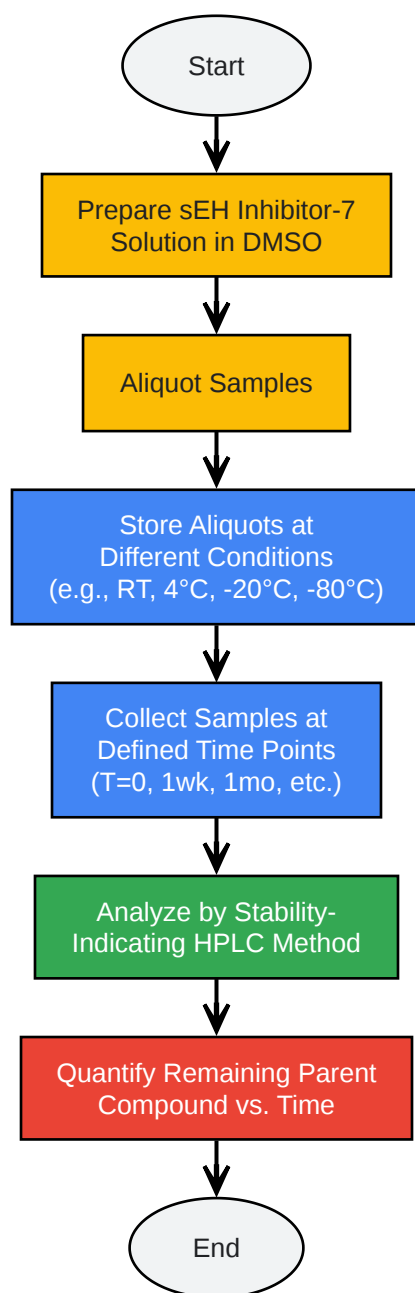 Start
Prepare sEH Inhibitor-7
Solution in DMSO
Aliquot Samples
Store Aliquots at
Different Conditions
(e.g., RT, 4°C, -20°C, -80°C)
Collect Samples at
Defined Time Points
(T=0, 1wk, 1mo, etc.)
Analyze by Stability-
Indicating HPLC Method
Quantify Remaining Parent
Compound vs. Time
End